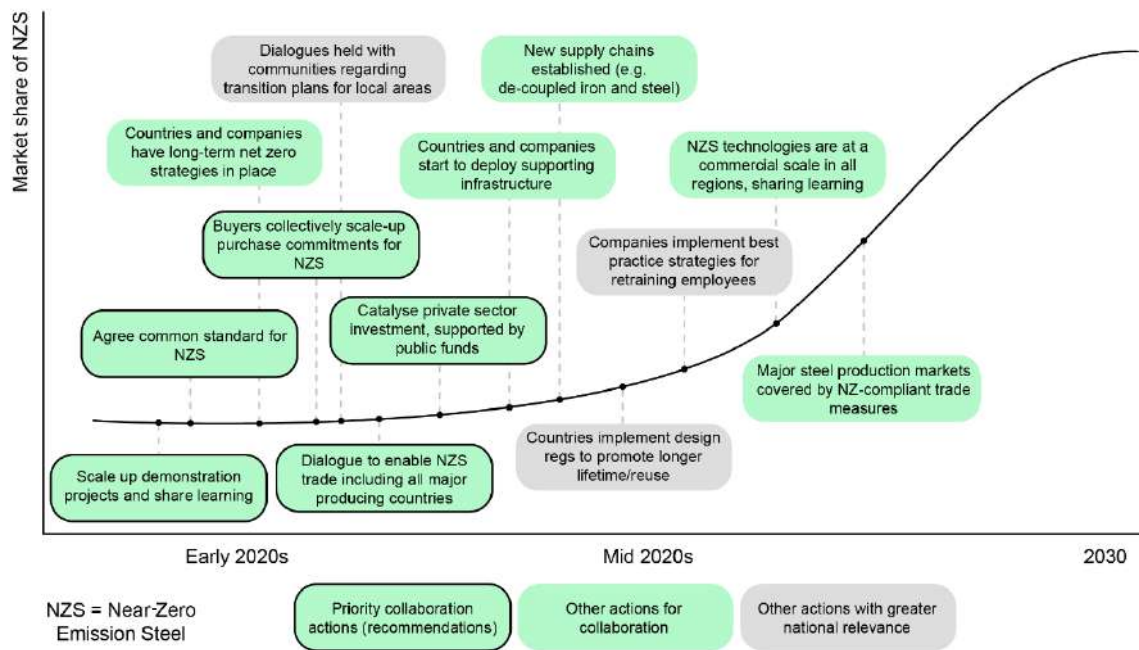 Market share of NZS
Dialogues held with
communities regarding
transition plans for local areas
New supply chains
established (e.g.
de-coupled iron and steel)
Countries and companies
have long-term net zero
strategies in place
Countries and companies
start to deploy supporting
infrastructure
NZS technologies are at a
commercial scale in all
regions, sharing learning
Buyers collectively scale-up
purchase commitments for
NZS
Companies implement best
practice strategies for
retraining employees
Agree common standard for
NZS
Catalyse private sector
investment, supported by
public funds
Major steel production markets
covered by NZ-compliant trade
measures
Scale up demonstration
projects and share learning
Dialogue to enable NZS
trade including all major
producing countries
Countries implement design
regs to promote longer
lifetime/reuse
Early 2020s
Mid 2020s
2030
NZS = Near-Zero
Emission Steel
Priority collaboration
actions (recommendations)
Other actions for
collaboration
Other actions with greater
national relevance